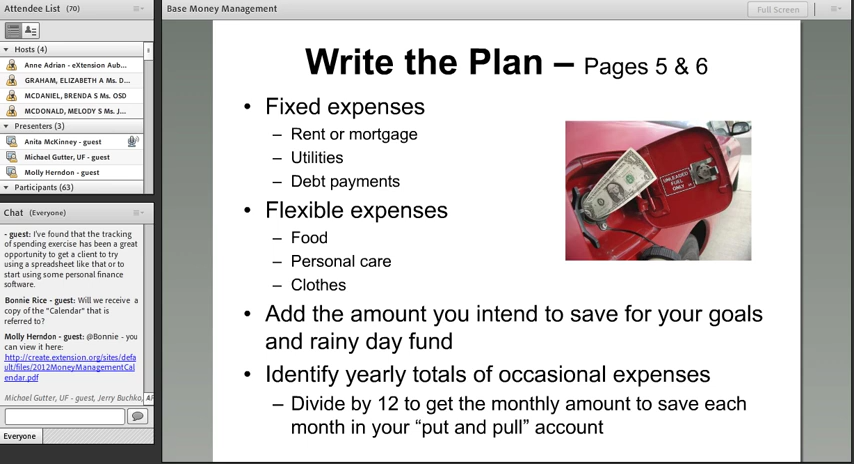 Attendee List (70)
Hosts (4)
Anne Adrian - eXtension Aub...
GRAHAM, ELIZABETH A Ms. D...
MCDANIEL, BRENDA S Ms. OSD
MCDONALD, MELODY S Ms. J...
Presenters (3)
Anita McKinney - guest
Michael Gutter, UF - guest
Molly Herndon - guest
Participants (63)
Chat (Everyone)
- guest: I've found that the tracking
of spending exercise has been a great
opportunity to get a client to try
using a spreadsheet like that or to
start using some personal finance
software.
Bonnie Rice - guest: Will we receive a
copy of the "Calendar" that is
referred to?
Molly Herndon - guest: @Bonnie - you
can view it here:
http://create.extension.org/sites/defa
ult/files/2012MoneyManagementCal
endar.pdf
Michael Gutter, UF - guest, Jerry Buchko,
Everyone
Base Money Management
Full Screen
Write the Plan – Pages 5 & 6
• Fixed expenses
– Rent or mortgage
– Utilities
– Debt payments
• Flexible expenses
– Food
– Personal care
– Clothes
• Add the amount you intend to save for your goals
and rainy day fund
• Identify yearly totals of occasional expenses
– Divide by 12 to get the monthly amount to save each
month in your “put and pull” account
UNLEADED
FUEL
ONLY